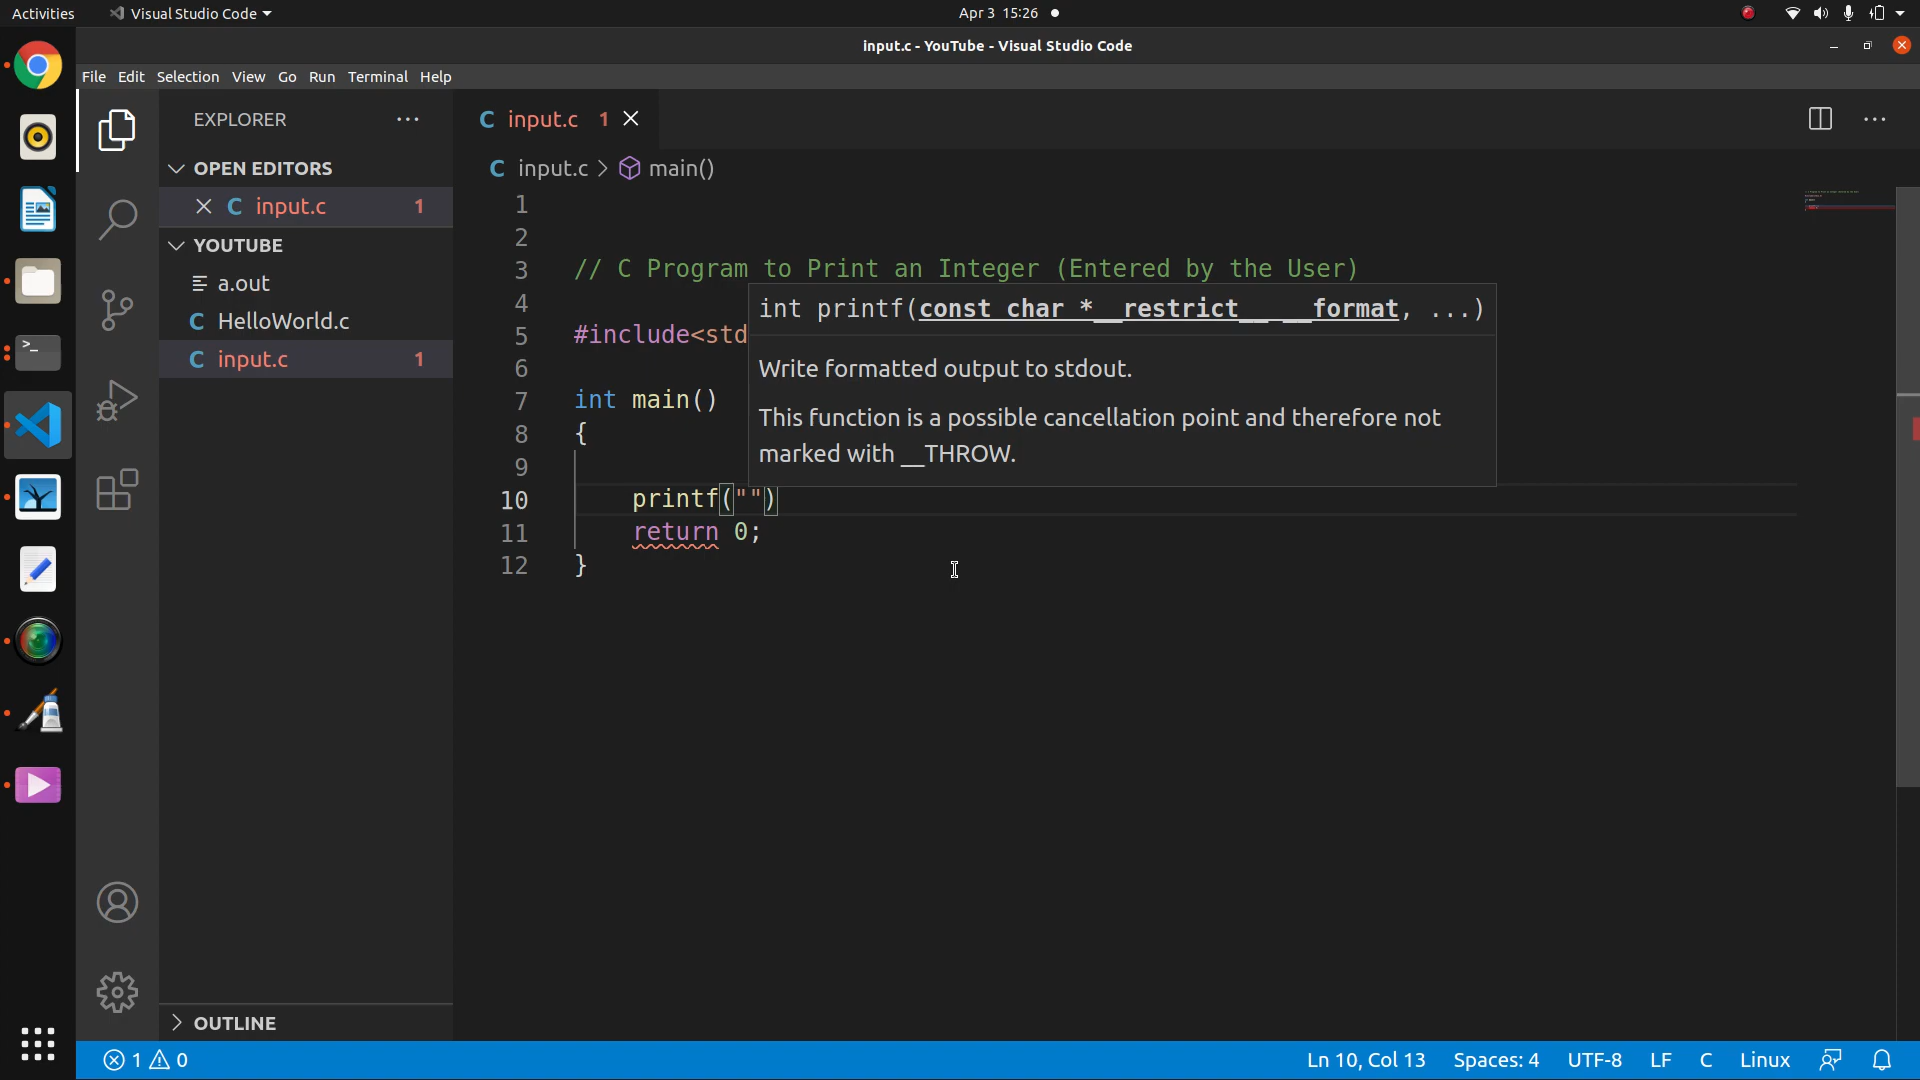 Activities Visual Studio Code Apr 3 15:26
input.c - YouTube - Visual Studio Code
File Edit Selection View Go Run Terminal Help
EXPLORER ··· C input.c 1 ···
OPEN EDITORS C input.c > main()
C input.c 1
YOUTUBE
a.out
C HelloWorld.c
C input.c 1
OUTLINE
1
2
3 // C Program to Print an Integer (Entered by the User)
4
5 #include<std
6
7 int main()
8 {
9
10 printf("")
11 return 0;
12 }
int printf(const char *__restrict__ __format, ...)
Write formatted output to stdout.
This function is a possible cancellation point and therefore not
marked with __THROW.
1 0 Ln 10, Col 13 Spaces: 4 UTF-8 LF C Linux